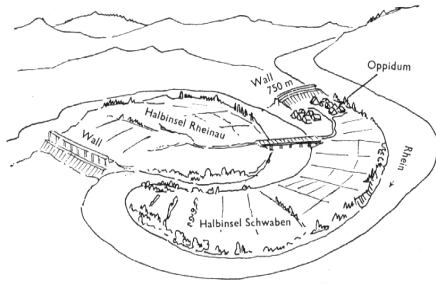 Oppidum
Wall
750 m
Halbinsel Rheinau
Wall
Rhein
Halbinsel Schwaben